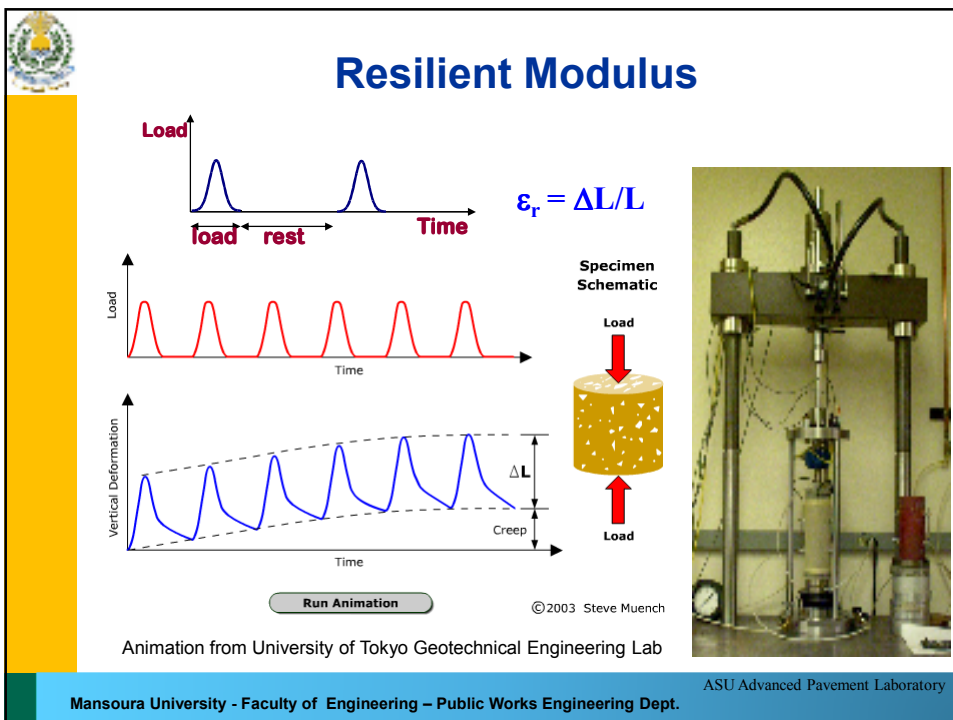 Resilient Modulus
Load
Time
load
rest
εr = ΔL/L
Load
Time
Vertical Deformation
ΔL
Creep
Time
Specimen
Schematic
Load
Load
Run Animation
©2003 Steve Muench
Animation from University of Tokyo Geotechnical Engineering Lab
ASU Advanced Pavement Laboratory
Mansoura University - Faculty of Engineering – Public Works Engineering Dept.